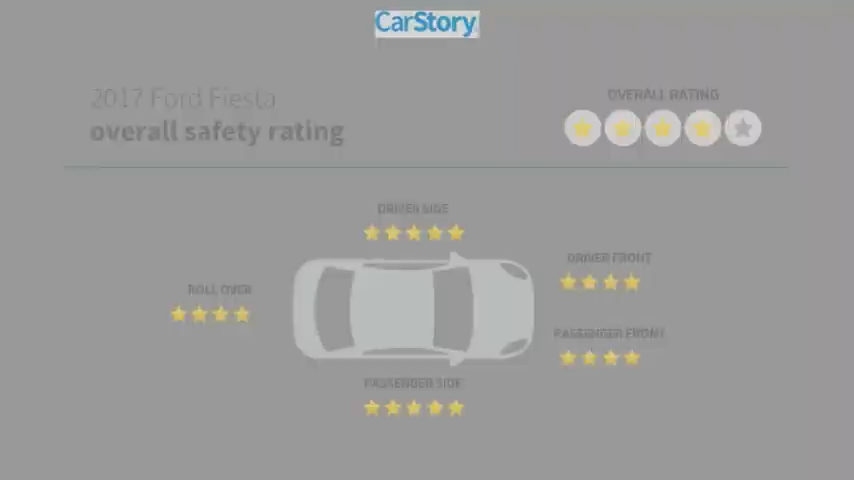 CarStory
2017 Ford Fiesta
overall safety rating
OVERALL RATING
DRIVER SIDE
DRIVER FRONT
ROLL OVER
PASSENGER FRONT
PASSENGER SIDE